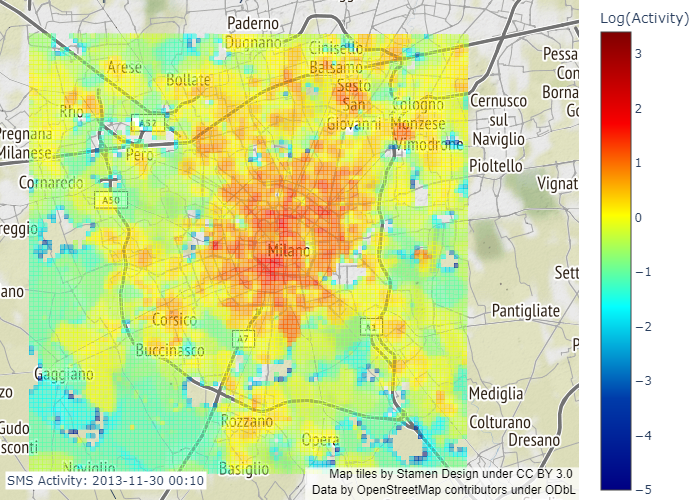 Paderno
Dugnano
Cinisello
Balsamo
Arese
Bollate
Sesto
San
Giovanni
Pessa
Con
Borna
Go
Rho
A52
Cologno
Monzese
Cernusco
sul
Naviglio
Pregnana
Milanese
Pero
Vimodrone
Pioltello
Cornaredo
A50
Vignat
reggio
Milano
Sett
ano
Corsico
Pantigliate
A7
A1
P
Buccinasco
Gaggiano
zo
Mediglia
Rozzano
Colturano
Gudo
sconti
Opera
Dresano
Noviglio
Basiglio
SMS Activity: 2013-11-30 00:10
Map tiles by Stamen Design under CC BY 3.0
Data by OpenStreetMap contributors under ODbL
Log(Activity)
3
2
1
0
−1
−2
−3
−4
−5